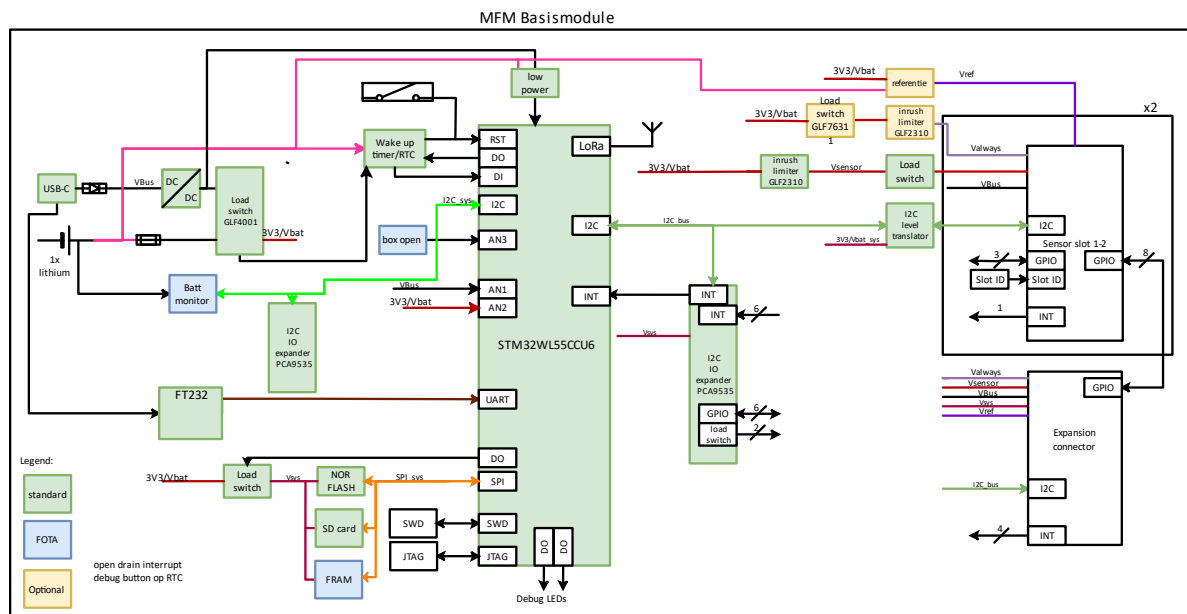 MFM Basismodule
low
power
3V3/Vbat
referentie
Vref
x2
3V3/Vbat
Load
switch
GLF7631
1
inrush
limiter
GLF2310
Valways
Wake up
timer/RTC
RST
DO
DI
LoRa
3V3/Vbat
inrush
limiter
GLF2310
Vsensor
Load
switch
VBus
USB-C
VBus
DC
DC
Load
switch
GLF4001
3V3/Vbat
I2C_sys
I2C
I2C
I2C_bus
I2C
level
translator
3V3/Vbat_sys
I2C
Sensor slot 1-2
box open
AN3
1x
lithium
3
GPIO
GPIO
8
Slot ID
Slot ID
Batt
monitor
VBus
AN1
3V3/Vbat
AN2
INT
INT
INT
6
1
INT
I2C
IO
expander
PCA9535
STM32WL55CCU6
Vsys
I2C
IO
expander
PCA9535
Valways
Vsensor
VBus
Vsys
Vref
GPIO
FT232
UART
GPIO
6
load
switch
2
Expansion
connector
Legend:
standard
FOTA
Optional
open drain interrupt
debug button op RTC
3V3/Vbat
Load
switch
Vsys
NOR
FLASH
SPI_sys
DO
SPI
SD card
FRAM
SWD
SWD
JTAG
JTAG
DO
DO
Debug LEDs
I2C_bus
I2C
4
INT